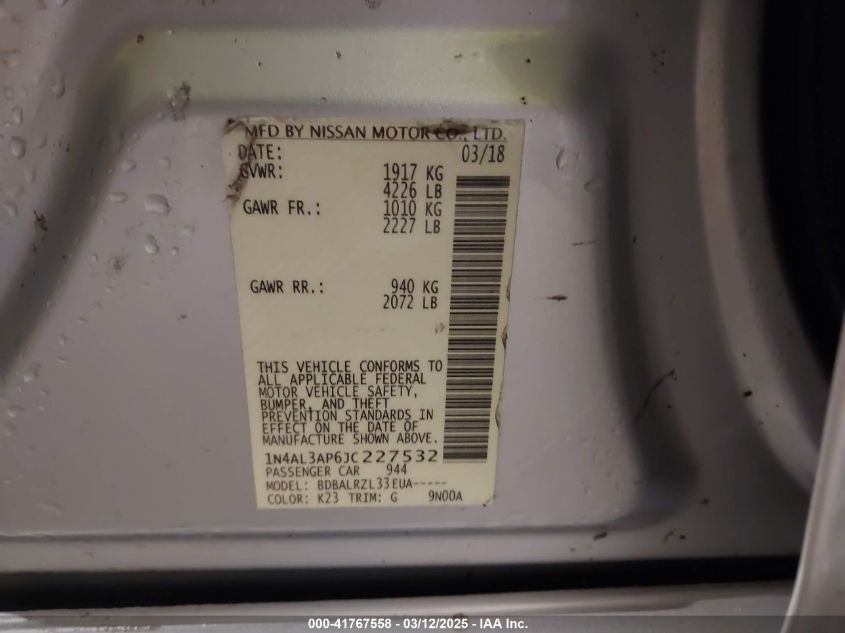 MFD BY NISSAN MOTOR CO., LTD.
DATE: 03/18
GVWR: 1917 KG
4226 LB
GAWR FR.: 1010 KG
2227 LB
GAWR RR.: 940 KG
2072 LB
THIS VEHICLE CONFORMS TO
ALL APPLICABLE FEDERAL
MOTOR VEHICLE SAFETY,
BUMPER, AND THEFT
PREVENTION STANDARDS IN
EFFECT ON THE DATE OF
MANUFACTURE SHOWN ABOVE.
1N4AL3AP6JC227532
PASSENGER CAR 944
MODEL: BDBALRZL33EUA-----
COLOR: K23 TRIM: G 9N00A
000-41767558 - 03/12/2025 - IAA Inc.